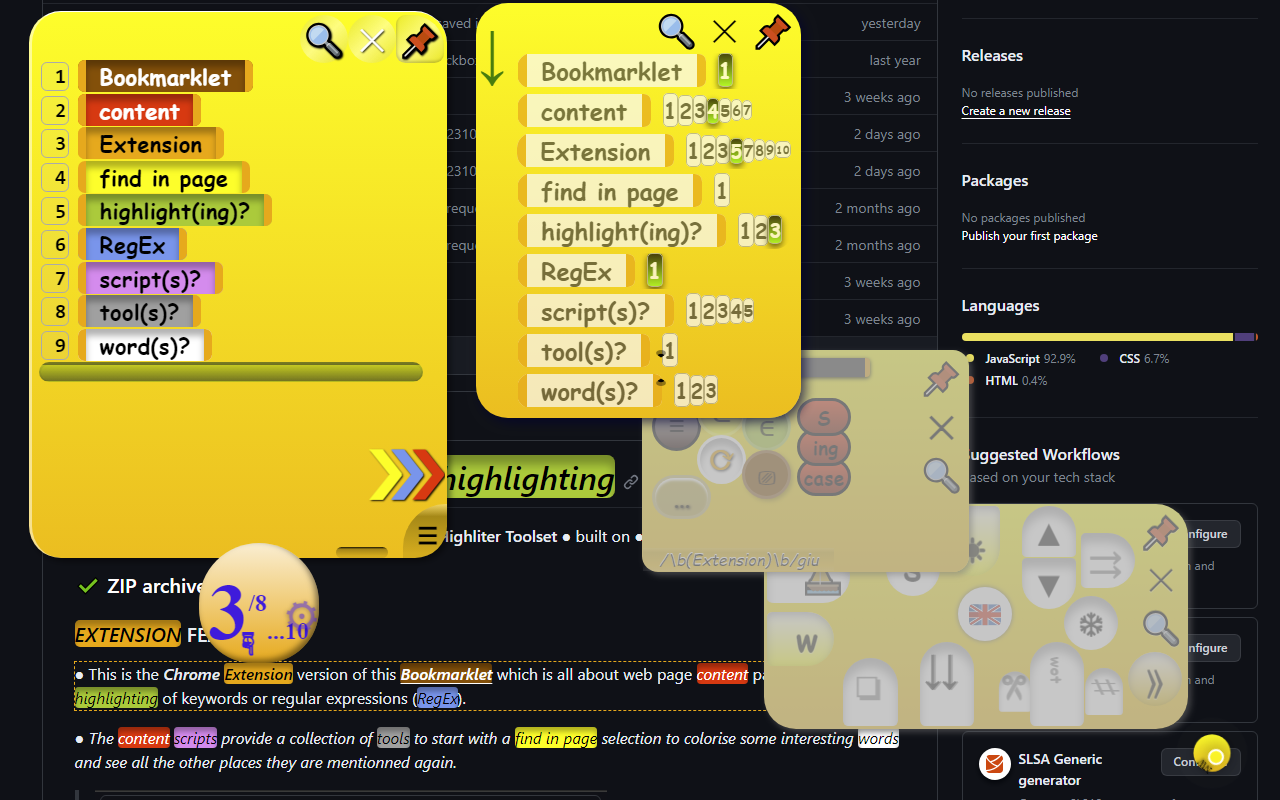 1 Bookmarklet
2 content
3 Extension
4 find in page
5 highlight(ing)?
6 RegEx
7 script(s)?
8 tool(s)?
9 word(s)?
Bookmarklet 1
content 1 2 3 4 5 6 7
Extension 1 2 3 5 7 8 9 10
find in page 1
highlight(ing)? 1 2 3
RegEx 1
script(s)? 1 2 3 4 5
tool(s)? 1
word(s)? 1 2 3
yesterday
last year
3 weeks ago
2 days ago
2 days ago
2 months ago
2 months ago
3 weeks ago
3 weeks ago
Releases
No releases published
Create a new release
Packages
No packages published
Publish your first package
Languages
JavaScript 92.9% CSS 6.7%
HTML 0.4%
Suggested Workflows
Based on your tech stack
s
ing
case
...
/\b(Extension)\b/giu
W
wor
highlighting
Highliter Toolset ● built on ●
ZIP archive
3/8 ...10
EXTENSION
● This is the Chrome Extension version of this Bookmarklet which is all about web page content
highlighting of keywords or regular expressions (RegEx).
● The content scripts provide a collection of tools to start with a find in page selection to colorise some interesting words
and see all the other places they are mentionned again.
SLSA Generic
generator